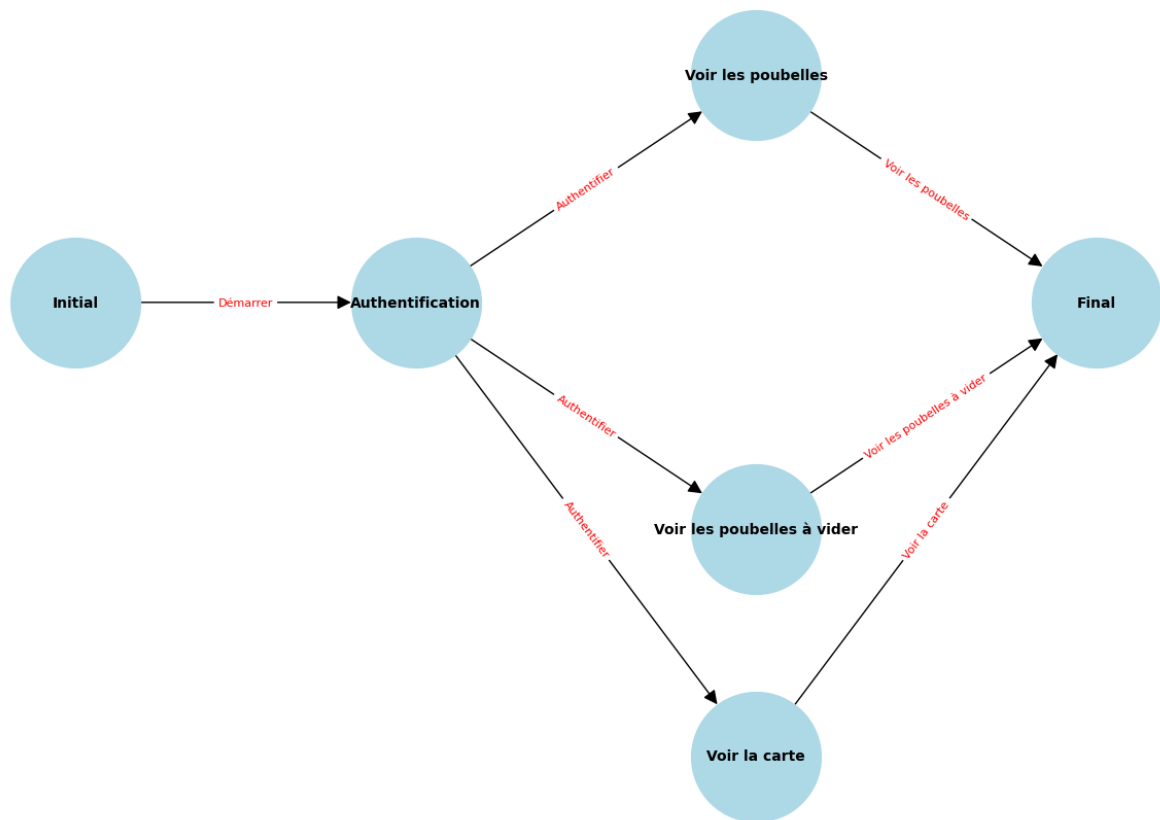 Voir les poubelles
Authentifier
Voir les poubelles
Initial
Démarrer
Authentification
Final
Authentifier
Voir les poubelles à vider
Authentifier
Voir les poubelles à vider
Voir la carte
Voir la carte